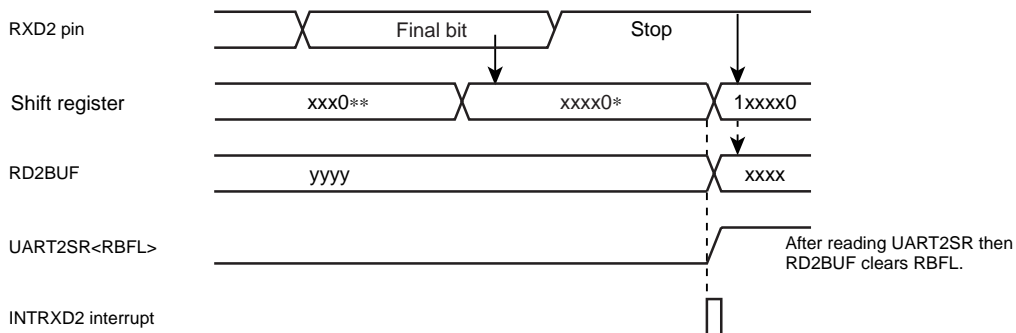 RXD2 pin Final bit Stop
Shift register xxx0** xxxx0* 1xxxx0
RD2BUF yyyy xxxx
UART2SR<RBFL> After reading UART2SR then
RD2BUF clears RBFL.
INTRXD2 interrupt